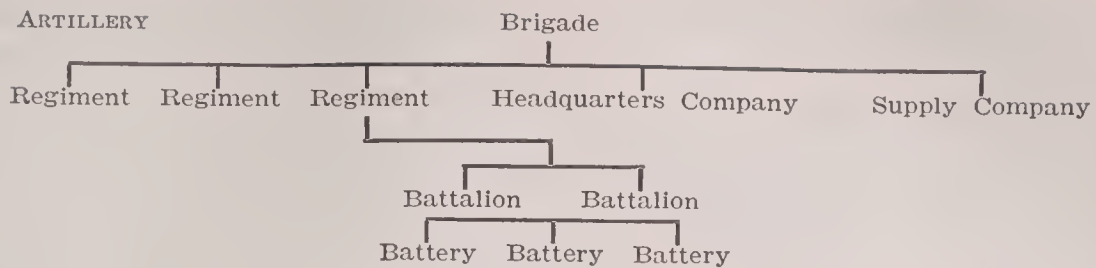 ARTILLERY Brigade
Regiment Regiment Regiment Headquarters Company Supply Company
Battalion Battalion
Battery Battery Battery